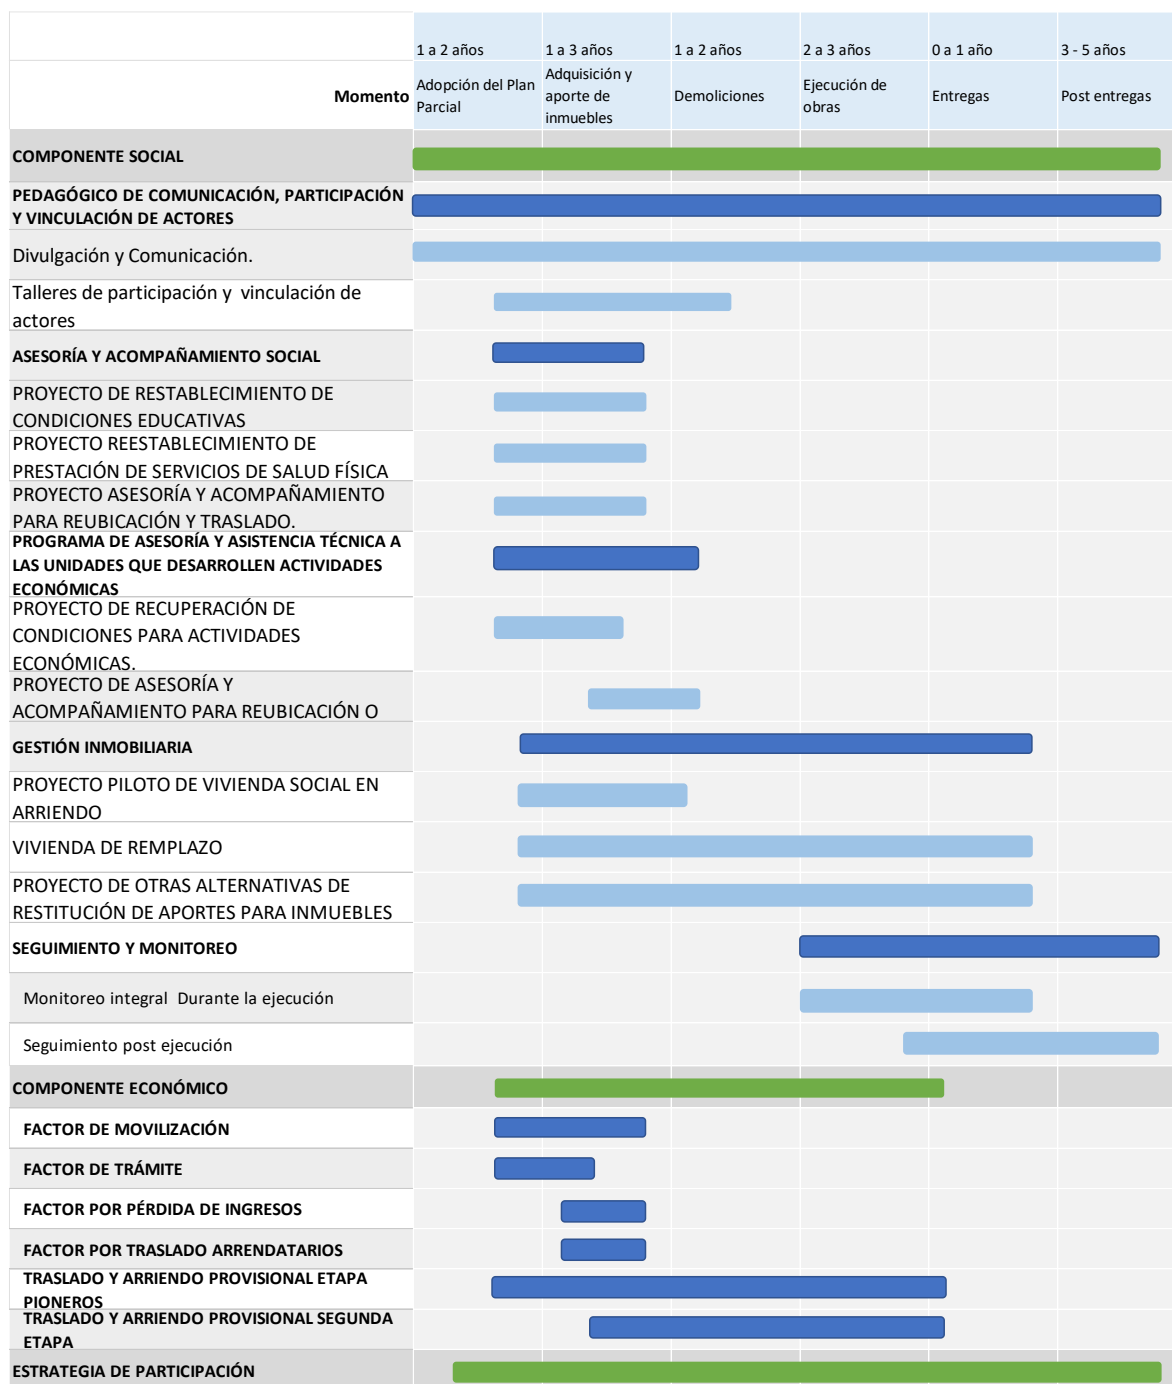 1 a 2 años
1 a 3 años
1 a 2 años
2 a 3 años
0 a 1 año
3 - 5 años
Momento
Adopción del Plan
Parcial
Adquisición y
aporte de
inmuebles
Demoliciones
Ejecución de
obras
Entregas
Post entregas
COMPONENTE SOCIAL
PEDAGÓGICO DE COMUNICACIÓN, PARTICIPACIÓN
Y VINCULACIÓN DE ACTORES
Divulgación y Comunicación.
Talleres de participación y vinculación de
actores
ASESORÍA Y ACOMPAÑAMIENTO SOCIAL
PROYECTO DE RESTABLECIMIENTO DE
CONDICIONES EDUCATIVAS
PROYECTO REESTABLECIMIENTO DE
PRESTACIÓN DE SERVICIOS DE SALUD FÍSICA
PROYECTO ASESORÍA Y ACOMPAÑAMIENTO
PARA REUBICACIÓN Y TRASLADO.
PROGRAMA DE ASESORÍA Y ASISTENCIA TÉCNICA A
LAS UNIDADES QUE DESARROLLEN ACTIVIDADES
ECONÓMICAS
PROYECTO DE RECUPERACIÓN DE
CONDICIONES PARA ACTIVIDADES
ECONÓMICAS.
PROYECTO DE ASESORÍA Y
ACOMPAÑAMIENTO PARA REUBICACIÓN O
GESTIÓN INMOBILIARIA
PROYECTO PILOTO DE VIVIENDA SOCIAL EN
ARRIENDO
VIVIENDA DE REMPLAZO
PROYECTO DE OTRAS ALTERNATIVAS DE
RESTITUCIÓN DE APORTES PARA INMUEBLES
SEGUIMIENTO Y MONITOREO
Monitoreo integral Durante la ejecución
Seguimiento post ejecución
COMPONENTE ECONÓMICO
FACTOR DE MOVILIZACIÓN
FACTOR DE TRÁMITE
FACTOR POR PÉRDIDA DE INGRESOS
FACTOR POR TRASLADO ARRENDATARIOS
TRASLADO Y ARRIENDO PROVISIONAL ETAPA
PIONEROS
TRASLADO Y ARRIENDO PROVISIONAL SEGUNDA
ETAPA
ESTRATEGIA DE PARTICIPACIÓN